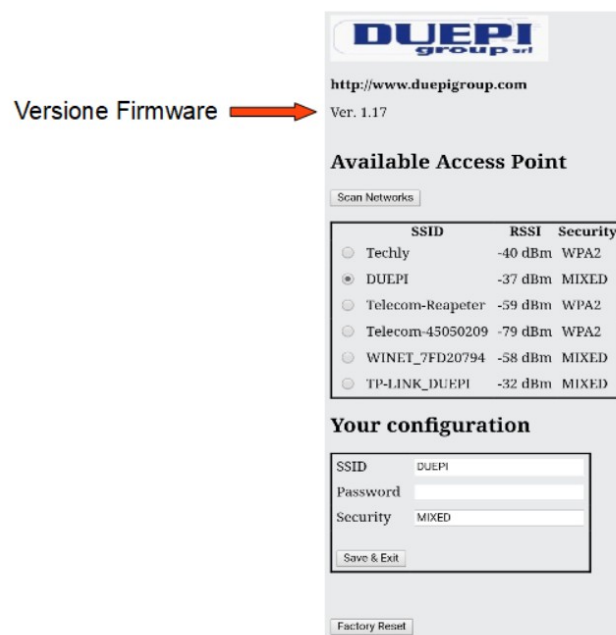 DUEPI
group srl
http://www.duepigroup.com
Versione Firmware
Ver. 1.17
Available Access Point
Scan Networks
SSID RSSI Security
Techly -40 dBm WPA2
DUEPI -37 dBm MIXED
Telecom-Reapeter -59 dBm WPA2
Telecom-45050209 -79 dBm WPA2
WINET_7FD20794 -58 dBm MIXED
TP-LINK_DUEPI -32 dBm MIXED
Your configuration
SSID DUEPI
Password
Security MIXED
Save & Exit
Factory Reset